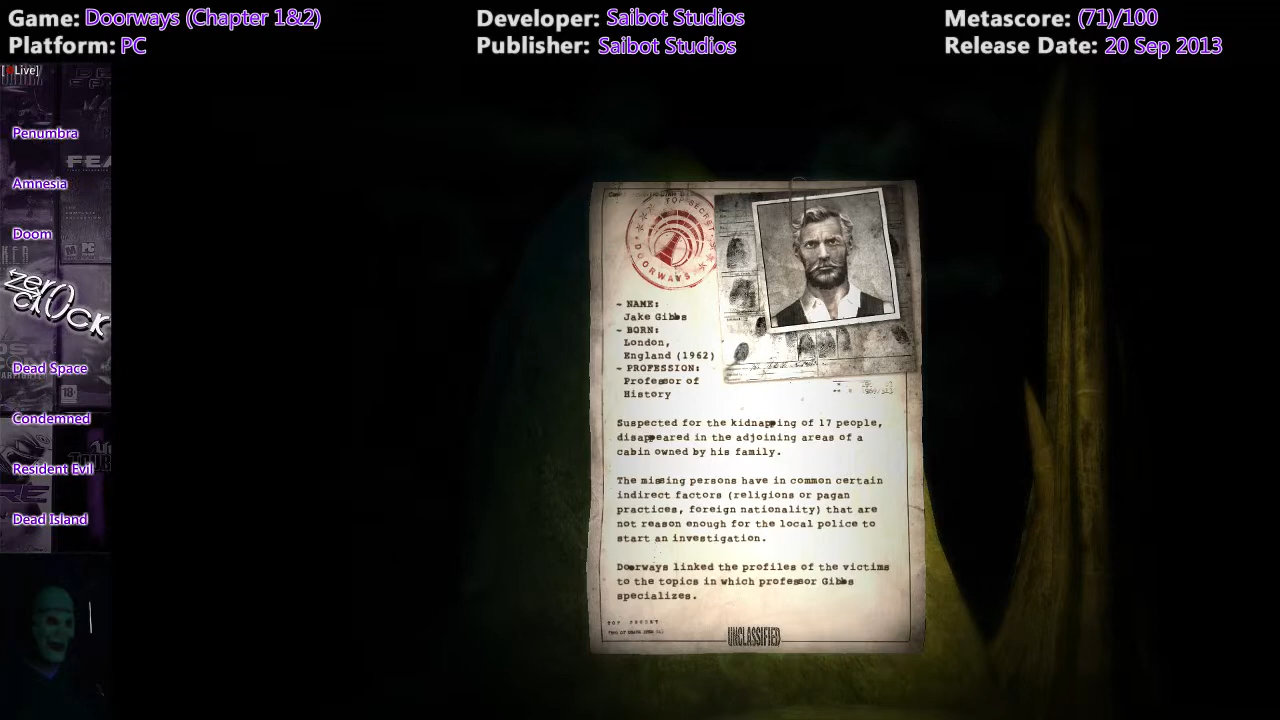 Game: Doorways (Chapter 1&2)
Developer: Saibot Studios
Metascore: (71)/100
Platform: PC
Publisher: Saibot Studios
Release Date: 20 Sep 2013
Live]
Penumbra
FEA
Amnesia
Doom
zerOck
Dead Space
18
Condemned
Resident Evil
Dead Island
TOP SECRET
DOORWAYS
- NAME:
Jake Gibbs
- BORN:
London,
England (1962)
- PROFESSION:
Professor of
History
Suspected for the kidnapping of 17 people,
disappeared in the adjoining areas of a
cabin owned by his family.
The missing persons have in common certain
indirect factors (religions or pagan
practices, foreign nationality) that are
not reason enough for the local police to
start an investigation.
Doorways linked the profiles of the victims
to the topics in which professor Gibbs
specializes.
TOP SECRET
UNCLASSIFIED